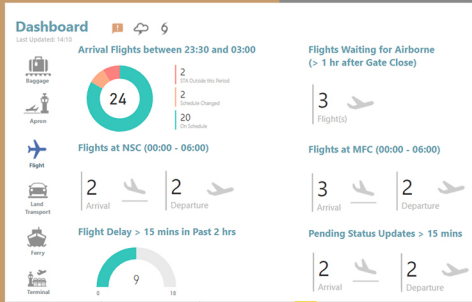 Dashboard
Last Updated: 14:10
Baggage
Apron
Flight
Land
Transport
Ferry
Terminal
Arrival Flights between 23:30 and 03:00
24
2
STA Outside this Period
2
Schedule Changed
20
On Schedule
Flights Waiting for Airborne
(> 1 hr after Gate Close)
3
Flight(s)
Flights at NSC (00:00 - 06:00)
2
Arrival
2
Departure
Flights at MFC (00:00 - 06:00)
3
Arrival
2
Departure
Flight Delay > 15 mins in Past 2 hrs
9
0
18
Pending Status Updates > 15 mins
2
Arrival
2
Departure